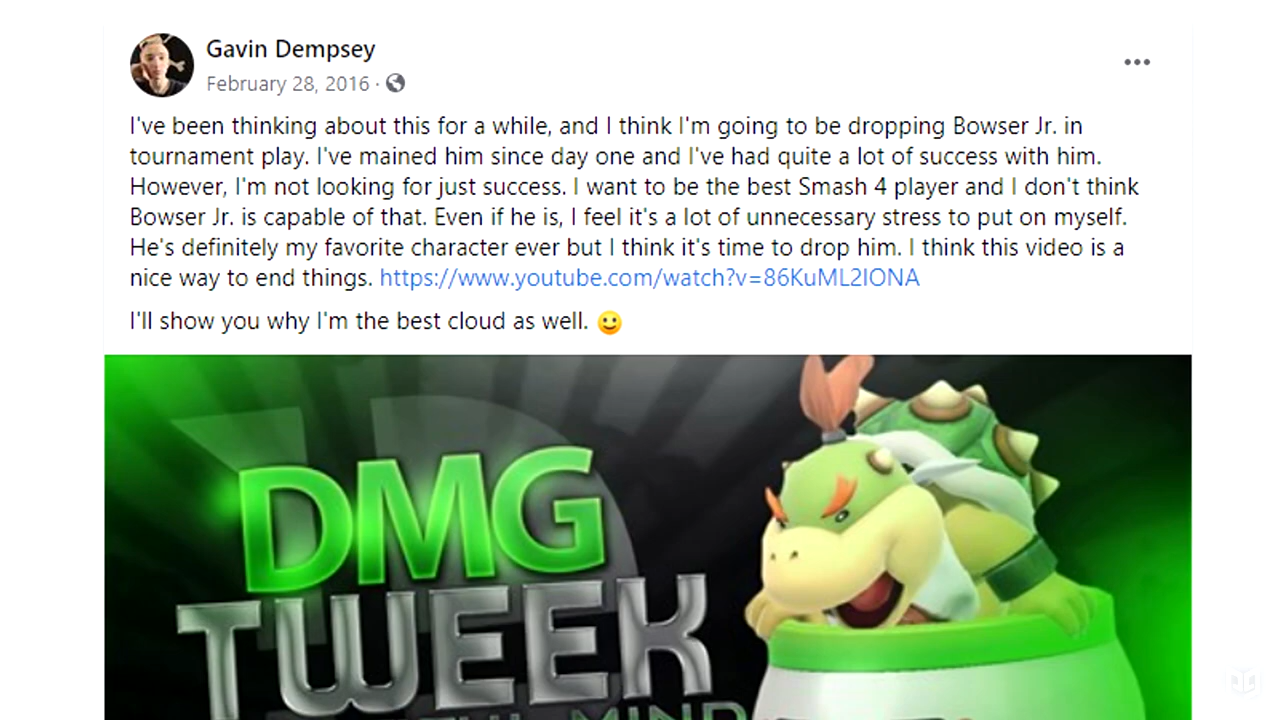 Gavin Dempsey
February 28, 2016 ·
I've been thinking about this for a while, and I think I'm going to be dropping Bowser Jr. in
tournament play. I've mained him since day one and I've had quite a lot of success with him.
However, I'm not looking for just success. I want to be the best Smash 4 player and I don't think
Bowser Jr. is capable of that. Even if he is, I feel it's a lot of unnecessary stress to put on myself.
He's definitely my favorite character ever but I think it's time to drop him. I think this video is a
nice way to end things. https://www.youtube.com/watch?v=86KuML2IONA
I'll show you why I'm the best cloud as well. 🙂
DMG
TWEEK
MIND